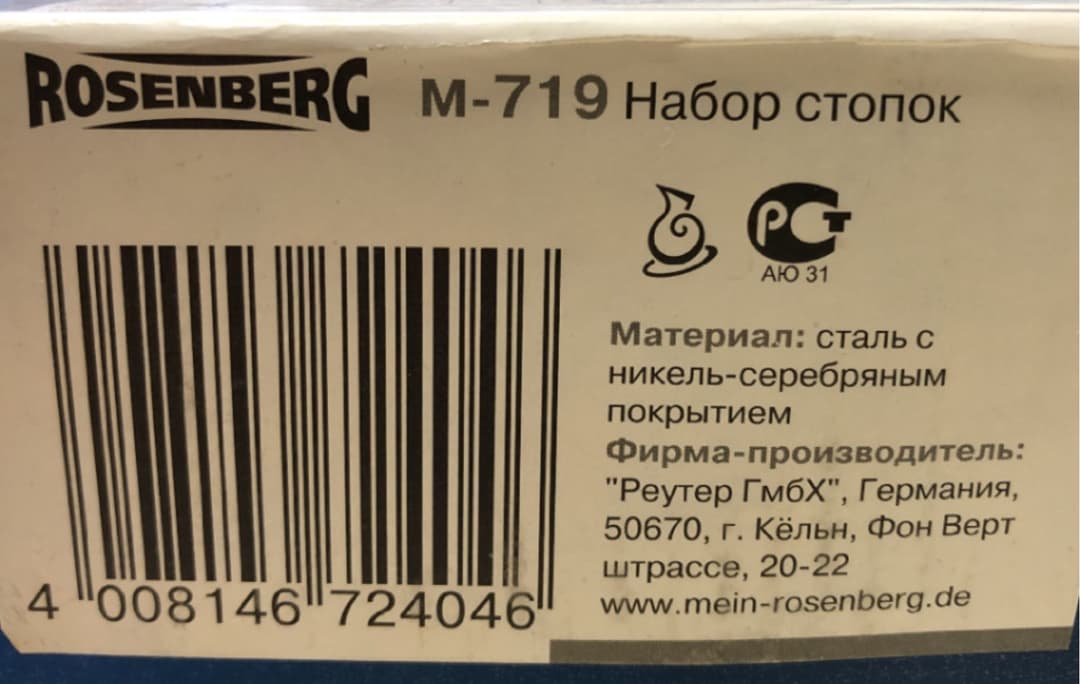 ROSENBERG м-719 Набор стопок
РСТ
АЮ 31
Материал: сталь с
никель-серебряным
покрытием
Фирма-производитель:
"Реутер ГмбХ", Германия,
50670, г. Кёльн, Фон Верт
штрассе, 20-22
www.mein-rosenberg.de
4 008146 724046